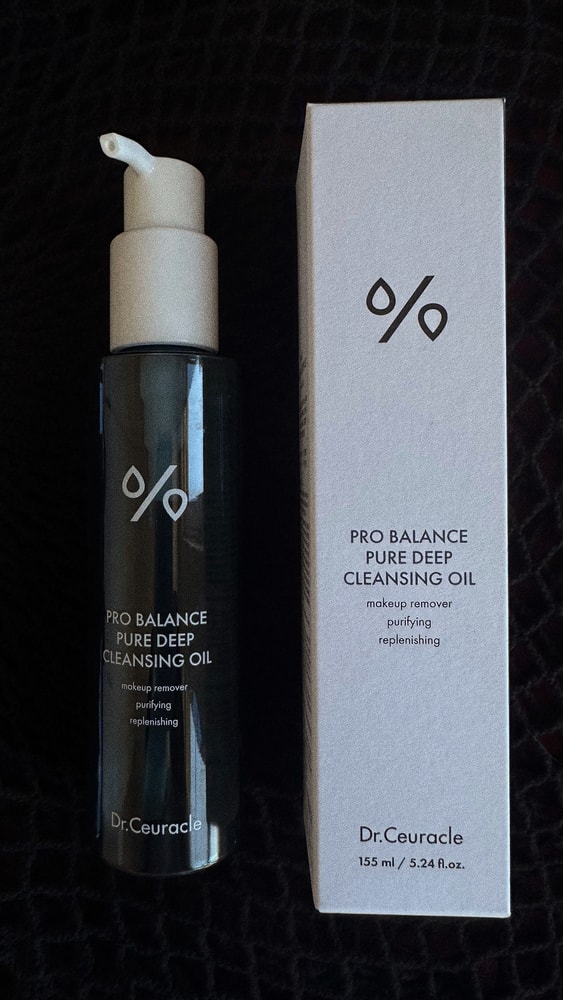 %
PRO BALANCE
PURE DEEP
CLEANSING OIL
makeup remover
purifying
replenishing
Dr.Ceuracle
%
PRO BALANCE
PURE DEEP
CLEANSING OIL
makeup remover
purifying
replenishing
Dr.Ceuracle
155 ml / 5.24 fl.oz.